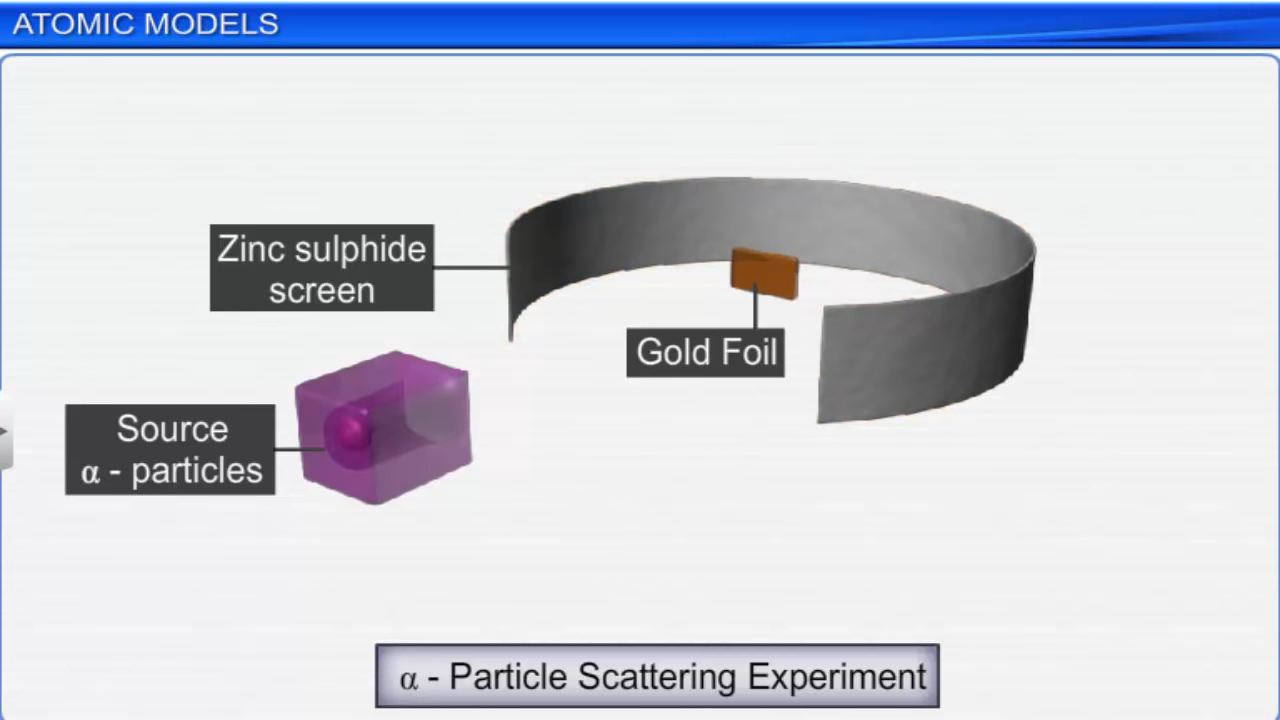 ATOMIC MODELS
Zinc sulphide
screen
Gold Foil
Source
α - particles
α - Particle Scattering Experiment